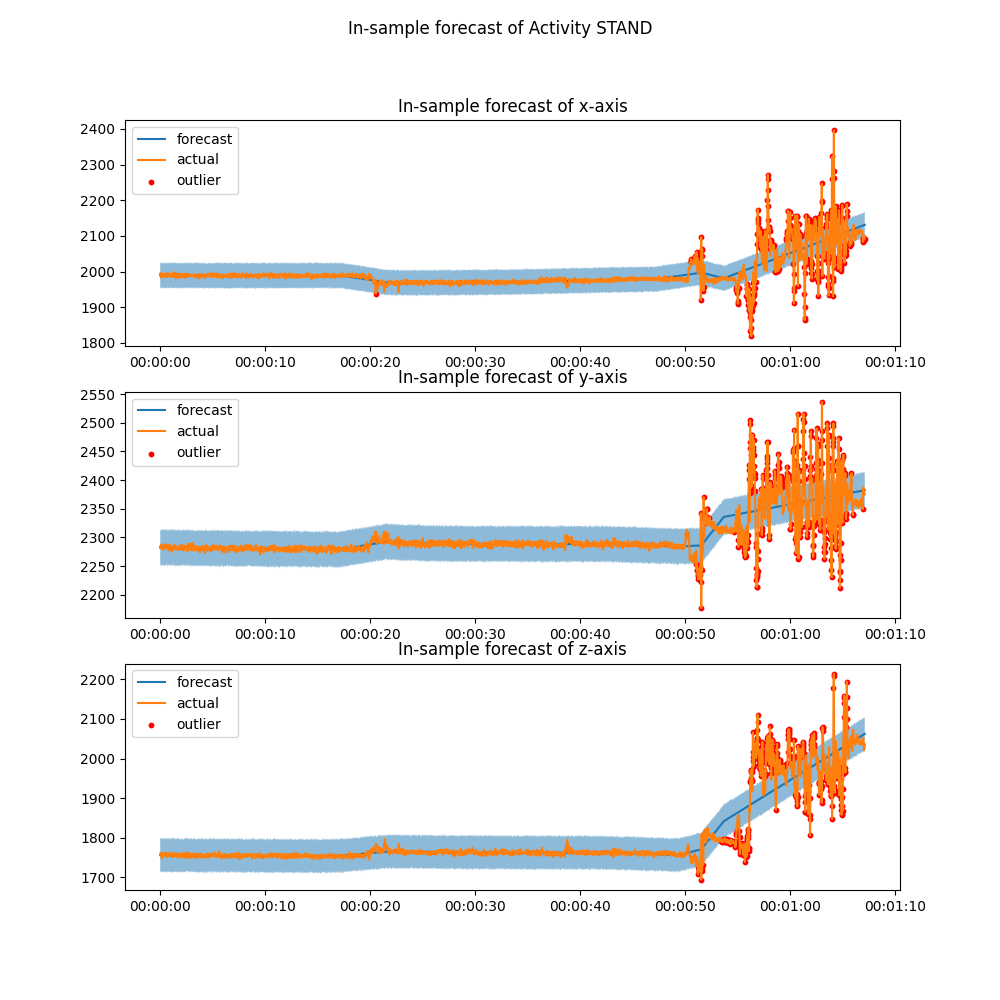 In-sample forecast of Activity STAND
In-sample forecast of x-axis
2400
2300
2200
2100
2000
1900
1800
forecast
actual
outlier
00:00:00 00:00:10 00:00:20 00:00:30 00:00:40 00:00:50 00:01:00 00:01:10
In-sample forecast of y-axis
2550
2500
2450
2400
2350
2300
2250
2200
forecast
actual
outlier
00:00:00 00:00:10 00:00:20 00:00:30 00:00:40 00:00:50 00:01:00 00:01:10
In-sample forecast of z-axis
2200
2100
2000
1900
1800
1700
forecast
actual
outlier
00:00:00 00:00:10 00:00:20 00:00:30 00:00:40 00:00:50 00:01:00 00:01:10